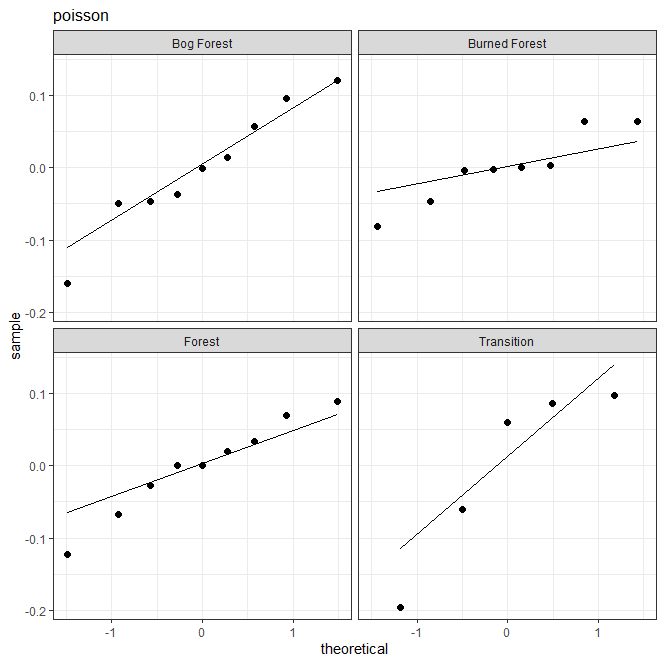 poisson
Bog Forest
Burned Forest
0.1
0.0
-0.1
-0.2
sample
Forest
Transition
0.1
0.0
-0.1
-0.2
-1
0
1
-1
0
1
theoretical